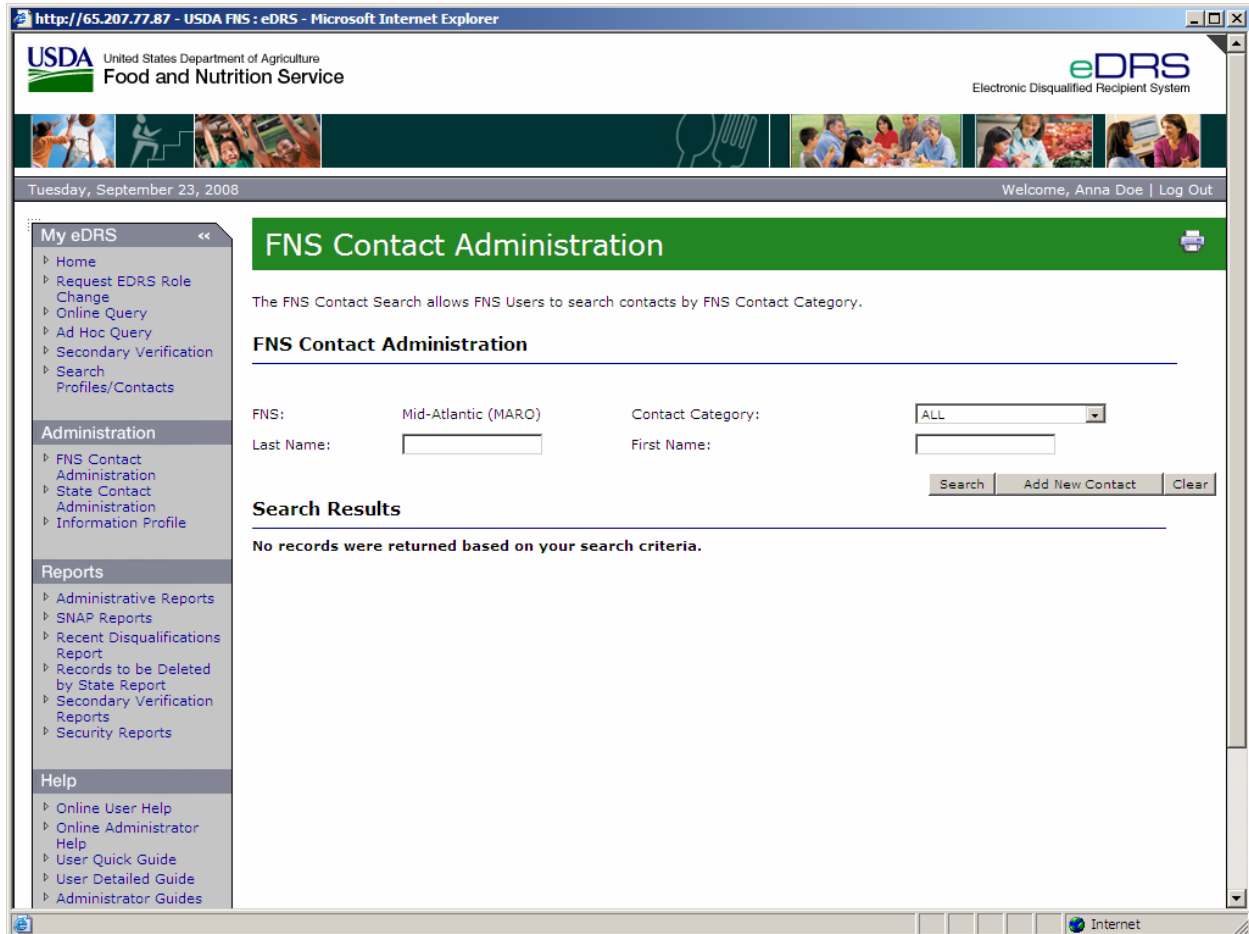 http://65.207.77.87 - USDA FNS : eDRS - Microsoft Internet Explorer
USDA United States Department of Agriculture
Food and Nutrition Service
eDRS
Electronic Disqualified Recipient System
Tuesday, September 23, 2008
Welcome, Anna Doe | Log Out
My eDRS <<
Home
Request EDRS Role
Change
Online Query
Ad Hoc Query
Secondary Verification
Search
Profiles/Contacts
Administration
FNS Contact
Administration
State Contact
Administration
Information Profile
Reports
Administrative Reports
SNAP Reports
Recent Disqualifications
Report
Records to be Deleted
by State Report
Secondary Verification
Reports
Security Reports
Help
Online User Help
Online Administrator
Help
User Quick Guide
User Detailed Guide
Administrator Guides
FNS Contact Administration
The FNS Contact Search allows FNS Users to search contacts by FNS Contact Category.
FNS Contact Administration
FNS: Mid-Atlantic (MARO) Contact Category: ALL
Last Name: First Name:
Search Add New Contact Clear
Search Results
No records were returned based on your search criteria.
Internet